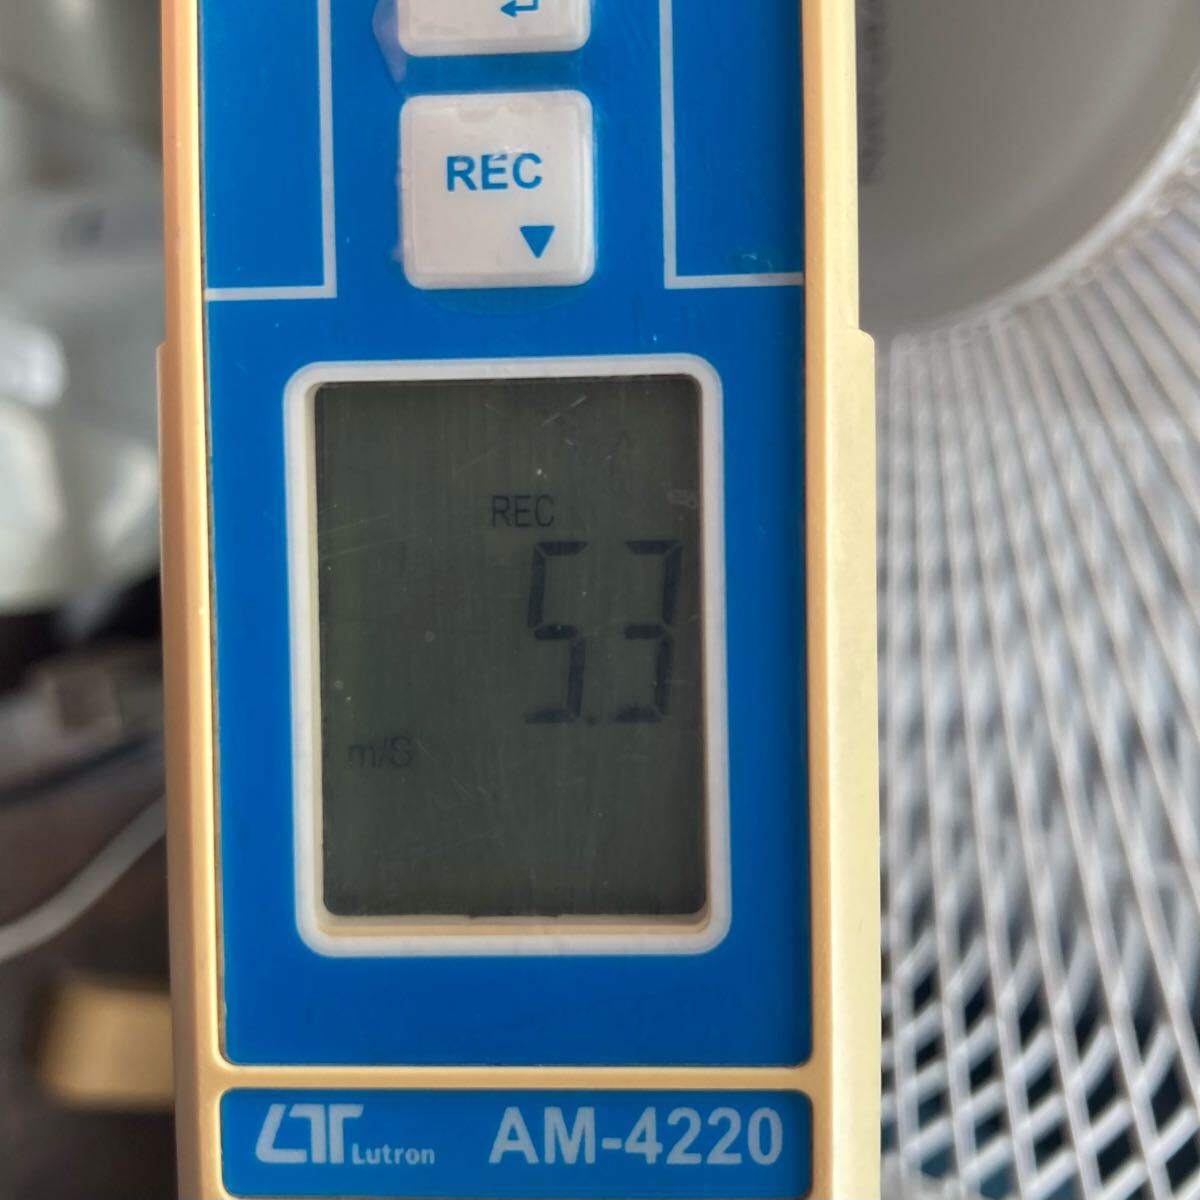 REC
REC
5.3
m/S
Lutron
AM-4220